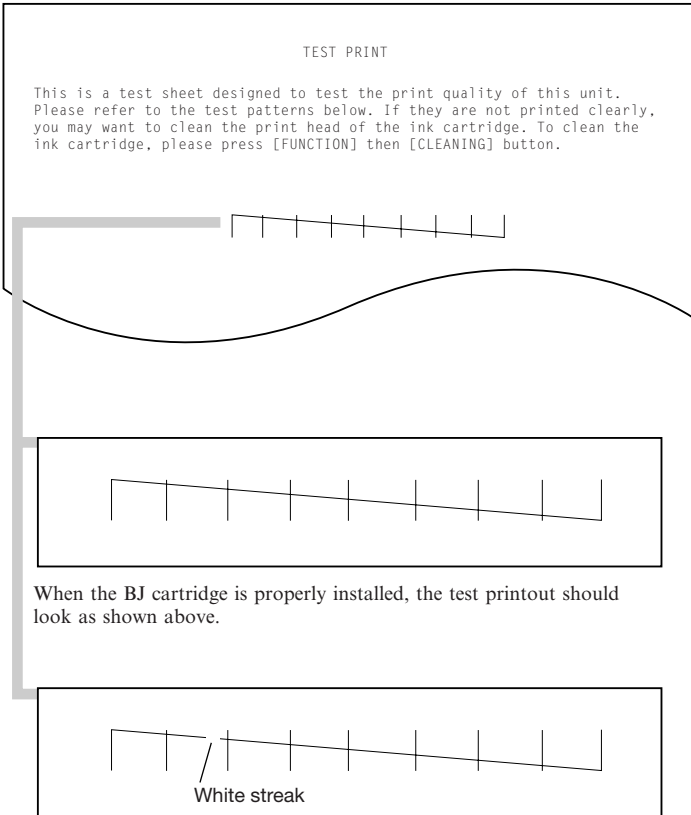 TEST PRINT
This is a test sheet designed to test the print quality of this unit.
Please refer to the test patterns below. If they are not printed clearly,
you may want to clean the print head of the ink cartridge. To clean the
ink cartridge, please press [FUNCTION] then [CLEANING] button.
When the BJ cartridge is properly installed, the test printout should
look as shown above.
White streak